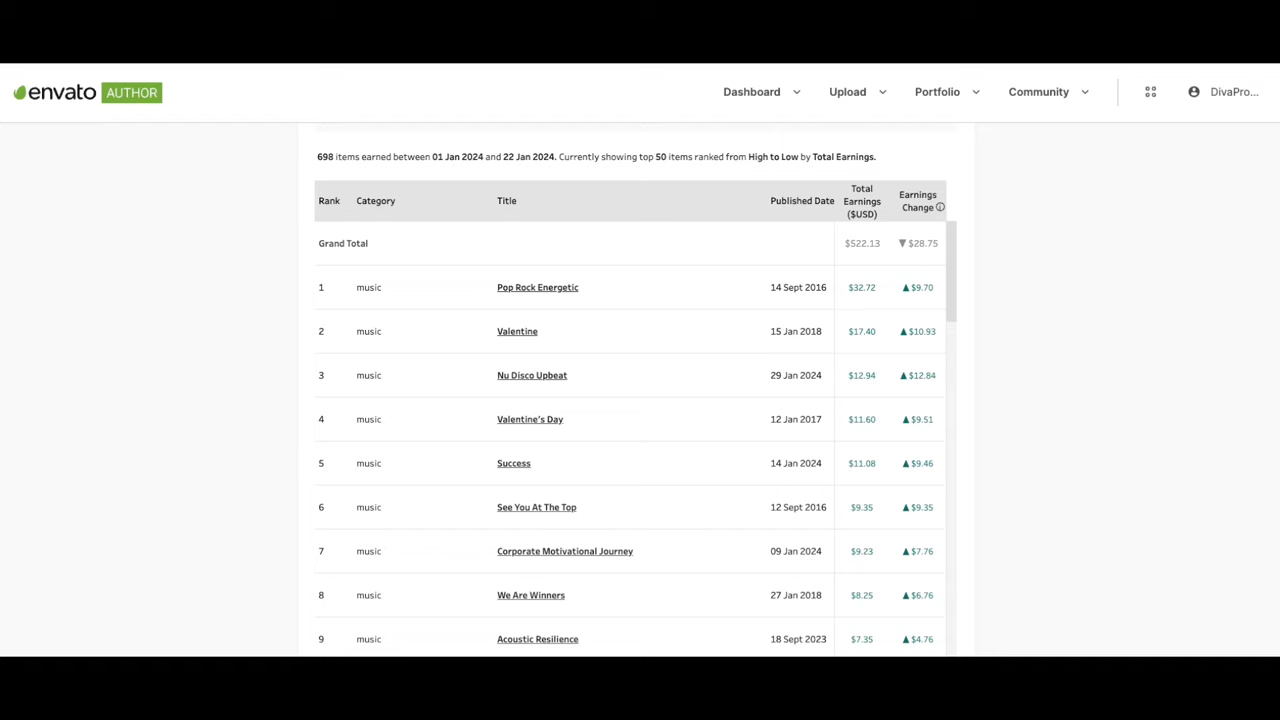 envato AUTHOR Dashboard Upload Portfolio Community DivaPro...
698 items earned between 01 Jan 2024 and 22 Jan 2024. Currently showing top 50 items ranked from High to Low by Total Earnings.
Rank Category Title Published Date Total Earnings ($USD) Earnings Change
Grand Total $522.13 ▼ $28.75
1 music Pop Rock Energetic 14 Sept 2016 $32.72 ▲ $9.70
2 music Valentine 15 Jan 2018 $17.40 ▲ $10.93
3 music Nu Disco Upbeat 29 Jan 2024 $12.94 ▲ $12.84
4 music Valentine's Day 12 Jan 2017 $11.60 ▲ $9.51
5 music Success 14 Jan 2024 $11.08 ▲ $9.46
6 music See You At The Top 12 Sept 2016 $9.35 ▲ $9.35
7 music Corporate Motivational Journey 09 Jan 2024 $9.23 ▲ $7.76
8 music We Are Winners 27 Jan 2018 $8.25 ▲ $6.76
9 music Acoustic Resilience 18 Sept 2023 $7.35 ▲ $4.76